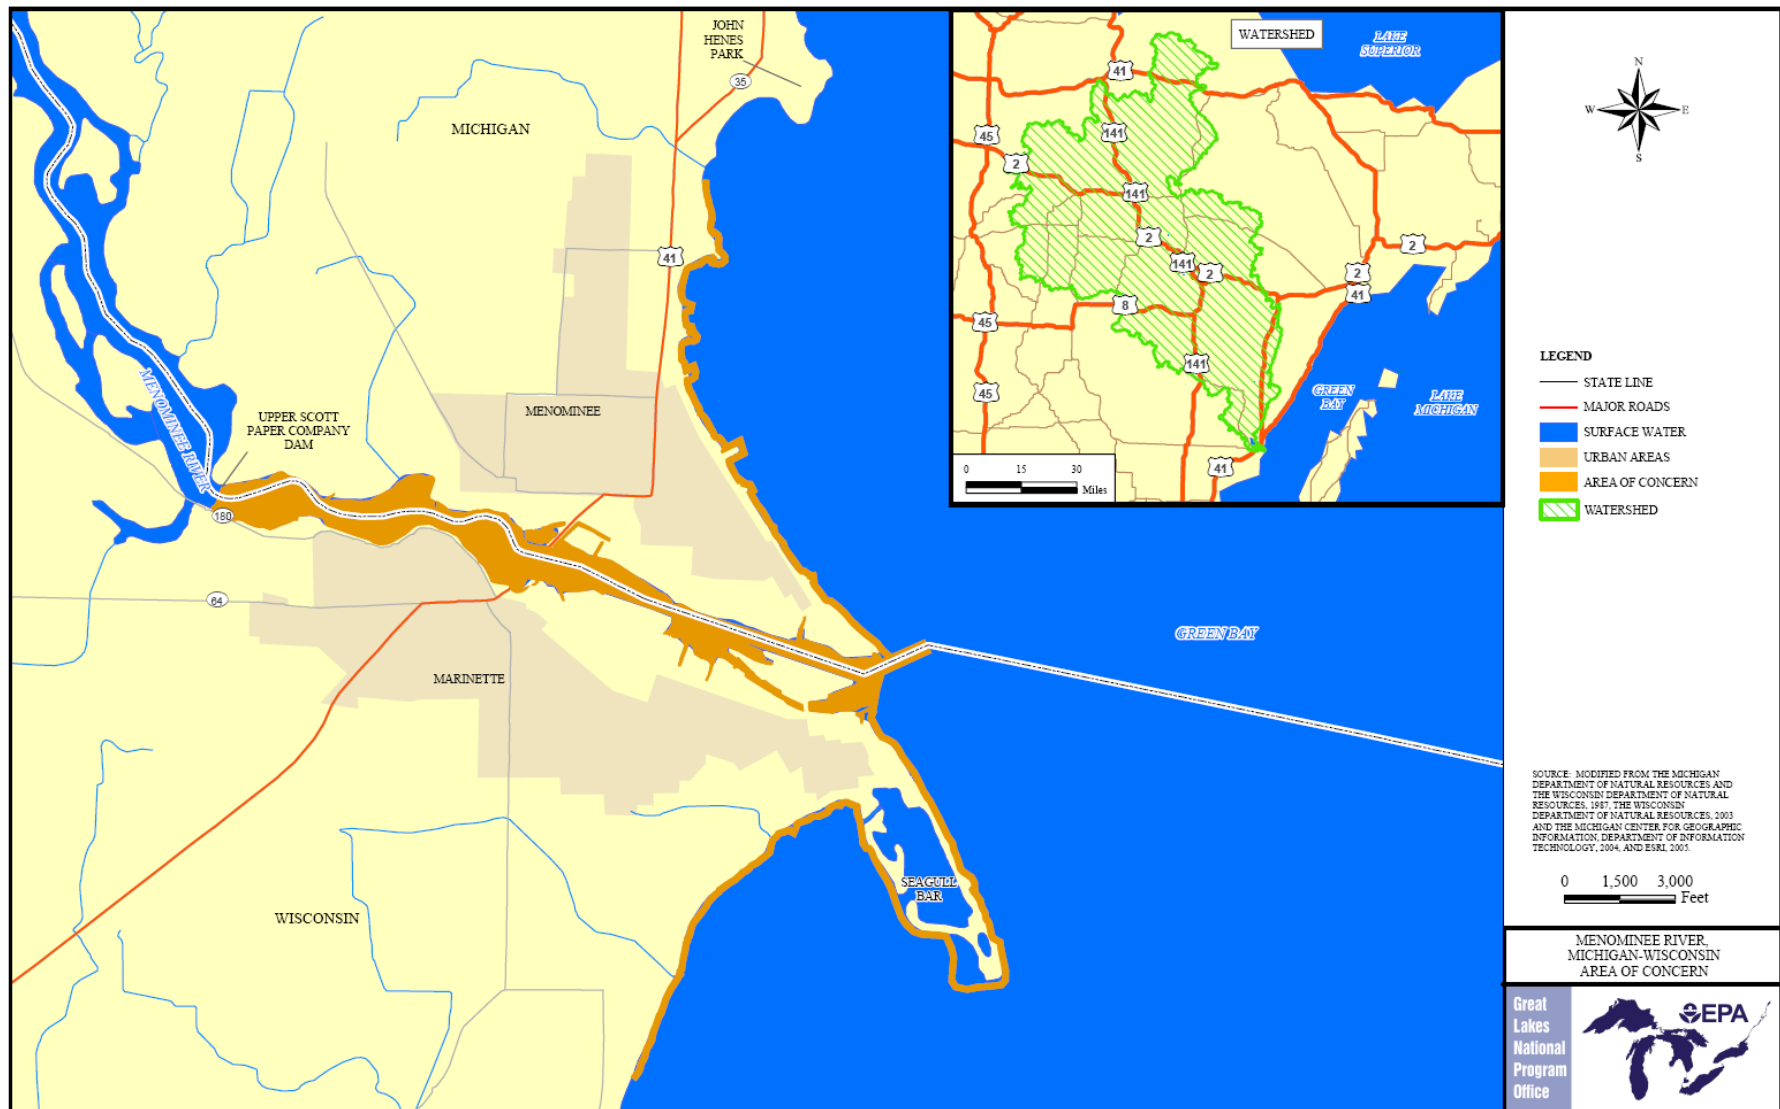 JOHN
HENES
PARK
35
MICHIGAN
41
MENOMINEE
MENOMINEE RIVER
UPPER SCOTT
PAPER COMPANY
DAM
180
64
MARINETTE
GREEN BAY
SEAGULL
BAR
WISCONSIN
WATERSHED
LAKE
SUPERIOR
41
45
141
2
141
2
2
141
2
2
41
8
45
141
45
GREEN
BAY
LAKE
MICHIGAN
41
0 15 30
Miles
N
W E
S
LEGEND
STATE LINE
MAJOR ROADS
SURFACE WATER
URBAN AREAS
AREA OF CONCERN
WATERSHED
SOURCE: MODIFIED FROM THE MICHIGAN
DEPARTMENT OF NATURAL RESOURCES AND
THE WISCONSIN DEPARTMENT OF NATURAL
RESOURCES, 1987, THE WISCONSIN
DEPARTMENT OF NATURAL RESOURCES, 2003
AND THE MICHIGAN CENTER FOR GEOGRAPHIC
INFORMATION, DEPARTMENT OF INFORMATION
TECHNOLOGY, 2004, AND ESRI, 2005.
0 1,500 3,000
Feet
MENOMINEE RIVER,
MICHIGAN-WISCONSIN
AREA OF CONCERN
Great
Lakes
National
Program
Office
EPA